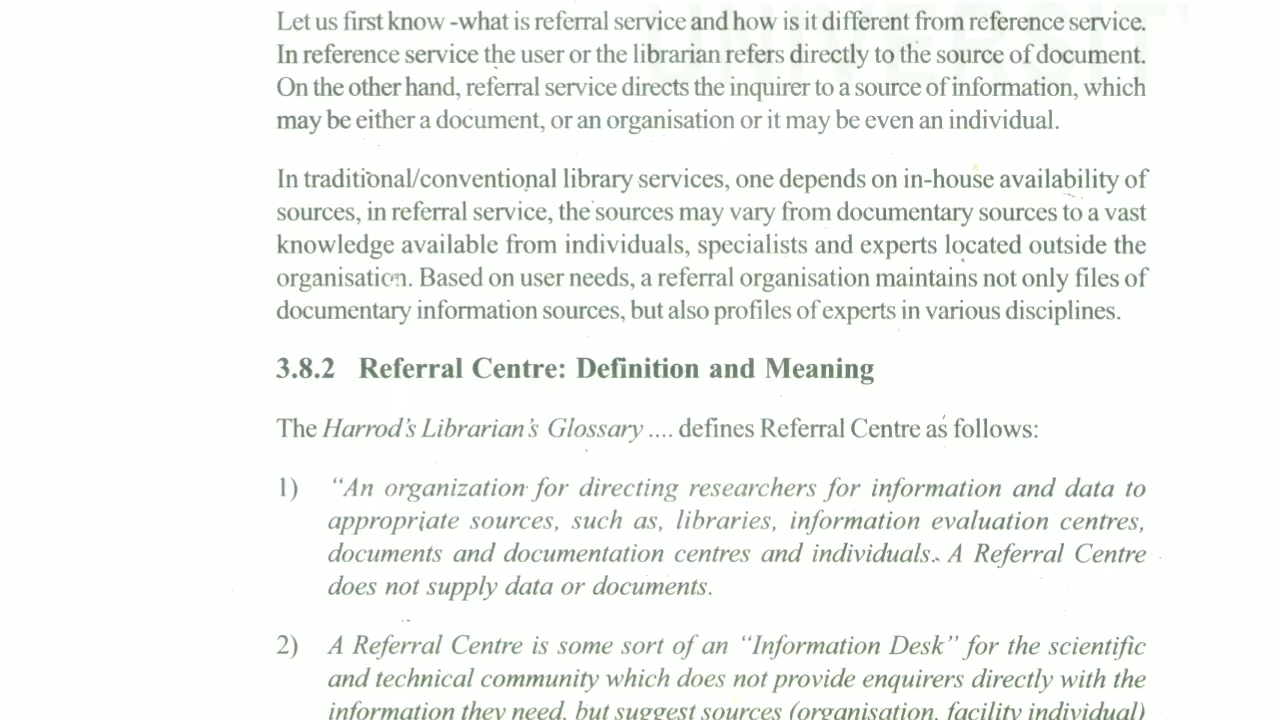 Let us first know -what is referral service and how is it different from reference service.
In reference service the user or the librarian refers directly to the source of document.
On the other hand, referral service directs the inquirer to a source of information, which
may be either a document, or an organisation or it may be even an individual.
In traditional/conventional library services, one depends on in-house availability of
sources, in referral service, the sources may vary from documentary sources to a vast
knowledge available from individuals, specialists and experts located outside the
organisation. Based on user needs, a referral organisation maintains not only files of
documentary information sources, but also profiles of experts in various disciplines.
3.8.2 Referral Centre: Definition and Meaning
The Harrod's Librarian's Glossary .... defines Referral Centre as follows:
1) "An organization for directing researchers for information and data to
appropriate sources, such as, libraries, information evaluation centres,
documents and documentation centres and individuals. A Referral Centre
does not supply data or documents.
2) A Referral Centre is some sort of an "Information Desk" for the scientific
and technical community which does not provide enquirers directly with the
information they need, but suggest sources (organisation, facility individual)